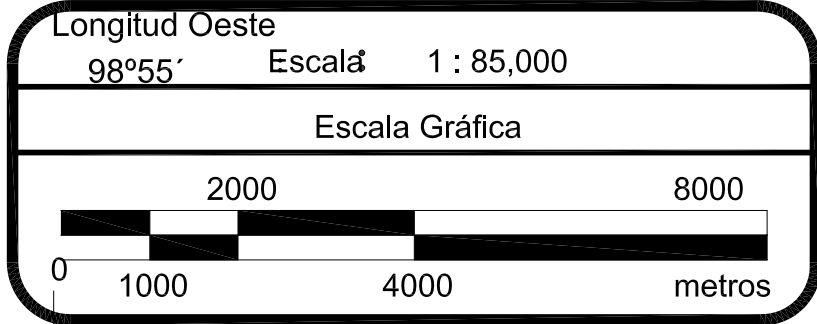 Longitud Oeste
98º55´ Escala: 1 : 85,000
Escala Gráfica
2000 8000
0 1000 4000 metros